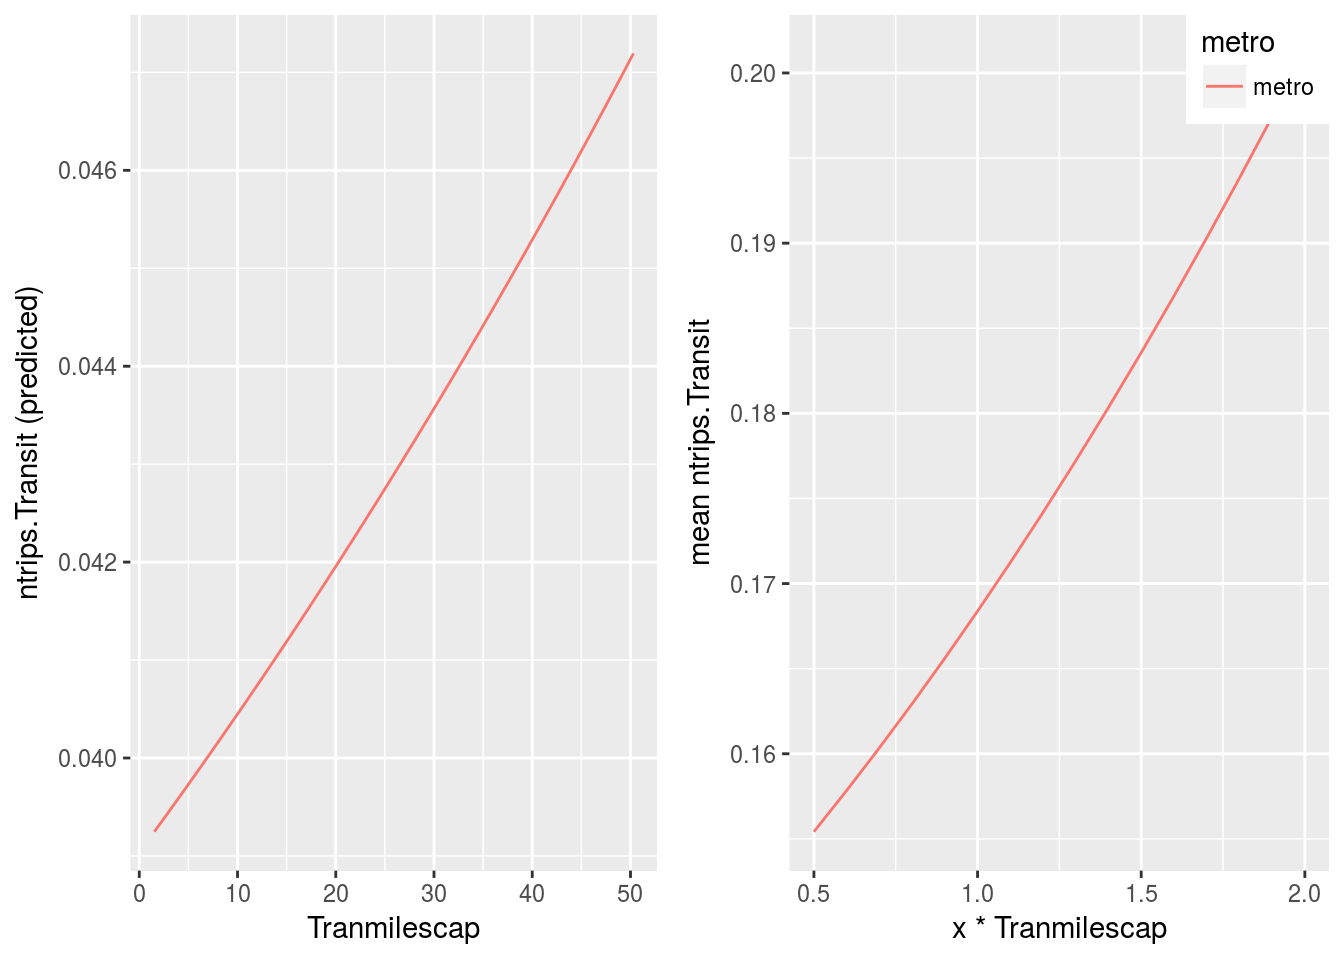 ntrips.Transit (predicted)
0.046
0.044
0.042
0.040
0 10 20 30 40 50
Tranmilescap
mean ntrips.Transit
0.20
0.19
0.18
0.17
0.16
0.5 1.0 1.5 2.0
x * Tranmilescap
metro
metro